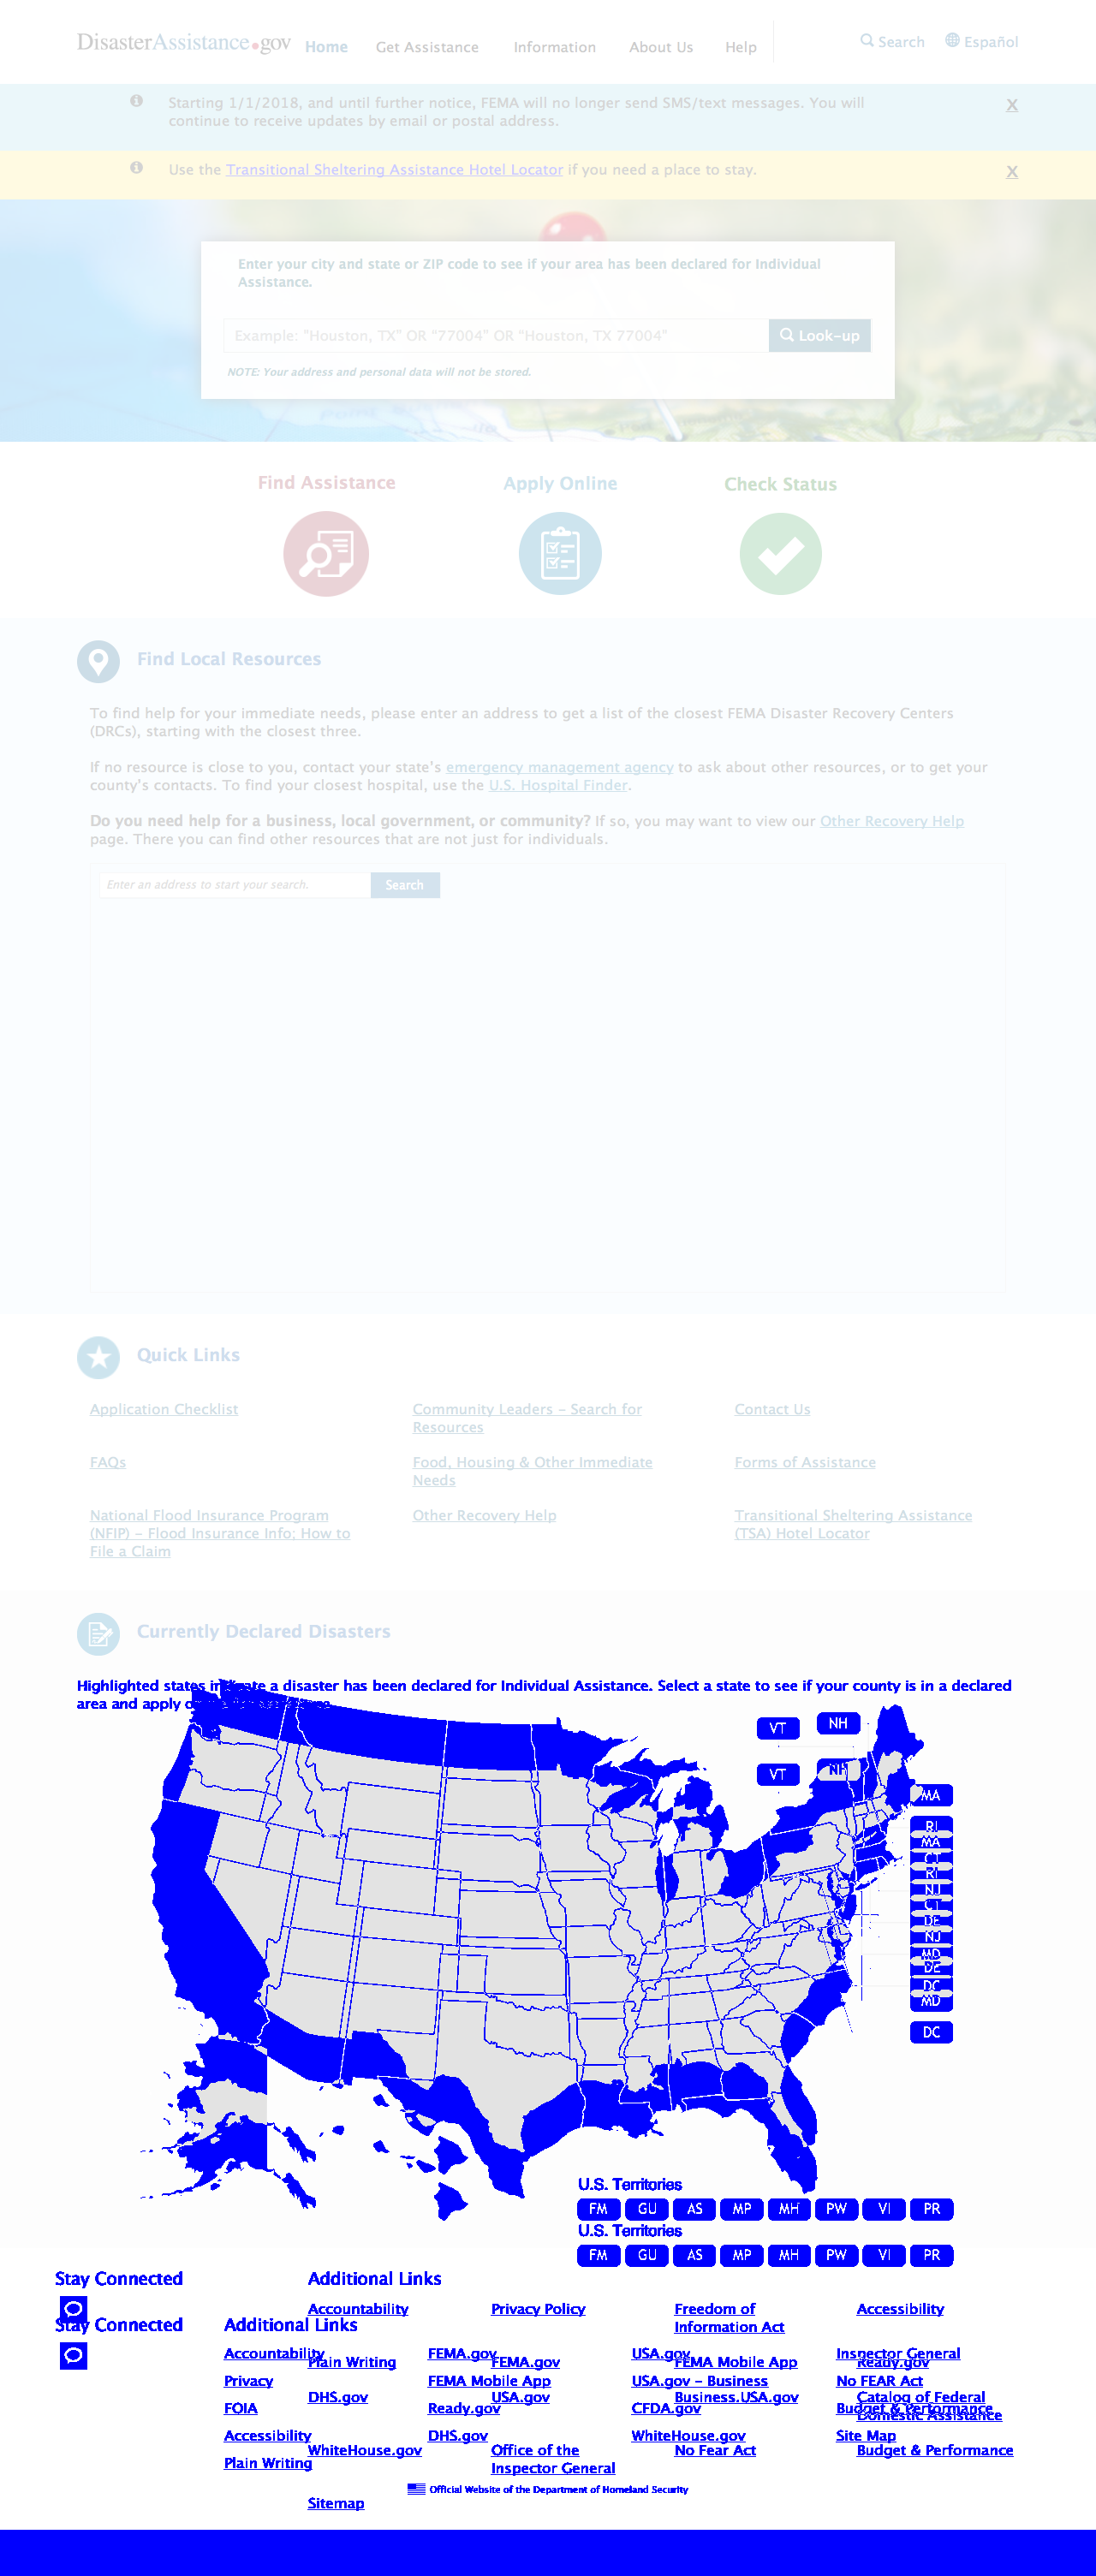 DisasterAssistance.gov Home Get Assistance Information About Us Help Search Español
Starting 1/1/2018, and until further notice, FEMA will no longer send SMS/text messages. You will
continue to receive updates by email or postal address.
X
Use the Transitional Sheltering Assistance Hotel Locator if you need a place to stay.
X
Enter your city and state or ZIP code to see if your area has been declared for Individual
Assistance.
Example: "Houston, TX" OR "77004" OR "Houston, TX 77004"
Look-up
NOTE: Your address and personal data will not be stored.
Find Assistance
Apply Online
Check Status
Find Local Resources
To find help for your immediate needs, please enter an address to get a list of the closest FEMA Disaster Recovery Centers
(DRCs), starting with the closest three.
If no resource is close to you, contact your state's emergency management agency to ask about other resources, or to get your
county's contacts. To find your closest hospital, use the U.S. Hospital Finder.
Do you need help for a business, local government, or community? If so, you may want to view our Other Recovery Help
page. There you can find other resources that are not just for individuals.
Enter an address to start your search.
Search
Quick Links
Application Checklist
Community Leaders - Search for
Resources
Contact Us
FAQs
Food, Housing & Other Immediate
Needs
Forms of Assistance
National Flood Insurance Program
(NFIP) - Flood Insurance Info; How to
File a Claim
Other Recovery Help
Transitional Sheltering Assistance
(TSA) Hotel Locator
Currently Declared Disasters
Highlighted states indicate a disaster has been declared for Individual Assistance. Select a state to see if your county is in a declared
area and apply
VT
NH
VT
NH
MA
RI
MA
CT
RI
NJ
CT
DE
NJ
MD
DE
DC
MD
DC
U.S. Territories
FM GU AS MP MH PW VI PR
U.S. Territories
FM GU AS MP MH PW VI PR
Stay Connected
Additional Links
Accountability
Privacy Policy
Freedom of
Information Act
Accessibility
Stay Connected
Additional Links
Accountability
FEMA.gov
USA.gov
Inspector General
Plain Writing
FEMA.gov
FEMA Mobile App
Ready.gov
Privacy
FEMA Mobile App
USA.gov - Business
No FEAR Act
DHS.gov
USA.gov
Business.USA.gov
Catalog of Federal
Domestic Assistance
FOIA
Ready.gov
CFDA.gov
Budget & Performance
Accessibility
DHS.gov
WhiteHouse.gov
Site Map
WhiteHouse.gov
Office of the
Inspector General
No Fear Act
Budget & Performance
Plain Writing
Official Website of the Department of Homeland Security
Sitemap